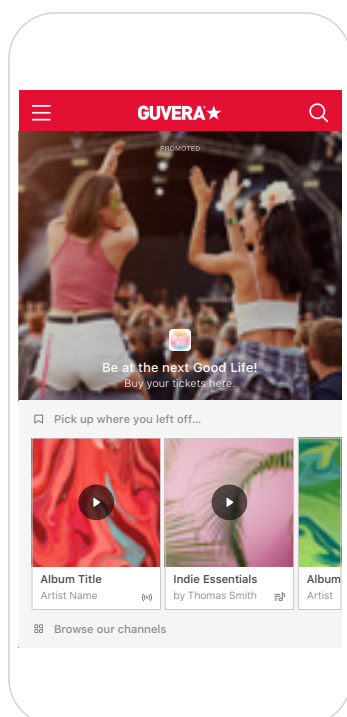 GUVERA★
PROMOTED
Be at the next Good Life!
Buy your tickets here.
Pick up where you left off...
Album Title
Artist Name
Indie Essentials
by Thomas Smith
Album
Artist
Browse our channels